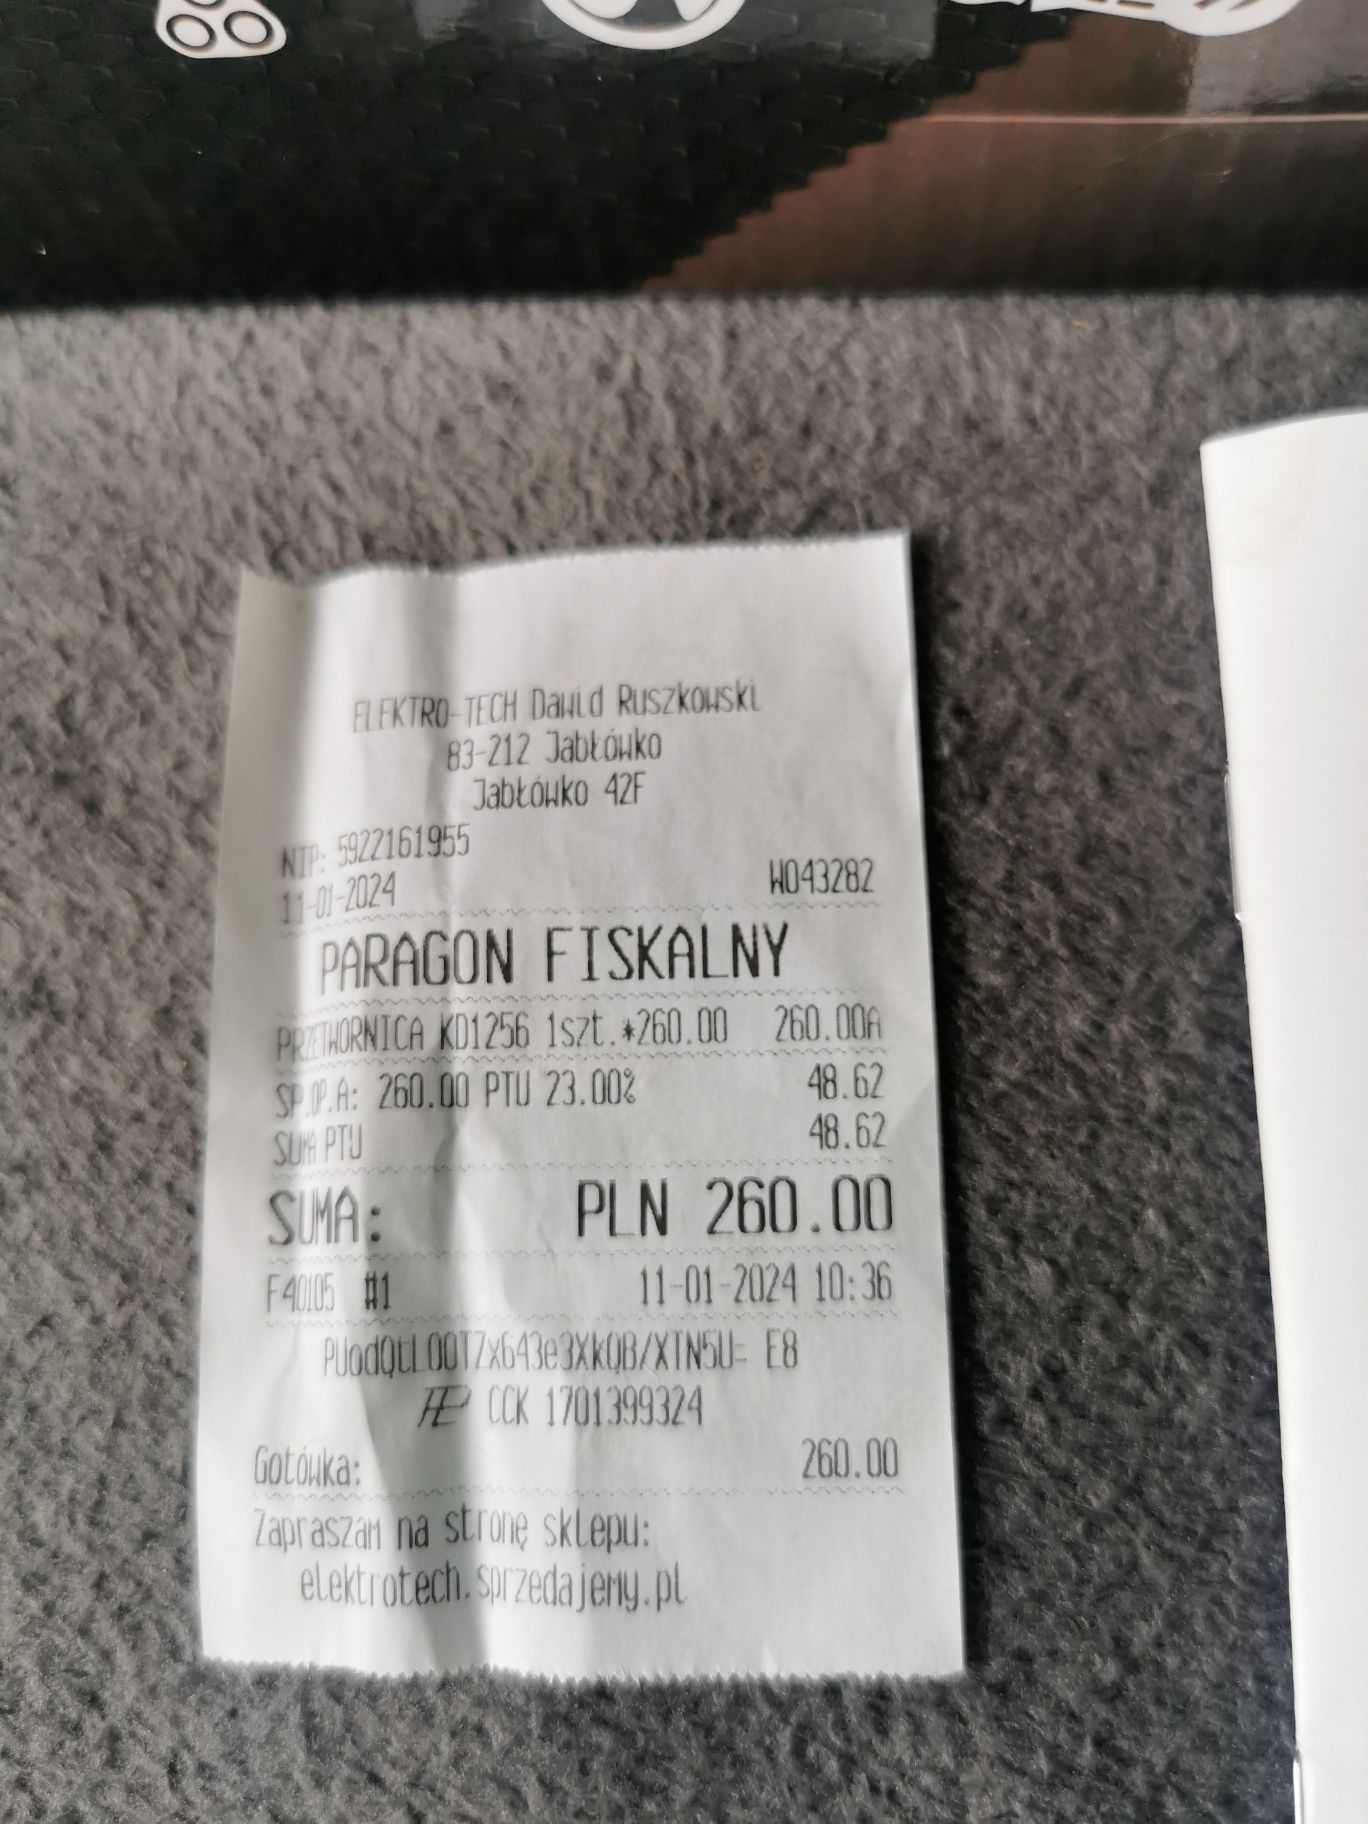 ELEKTRO-TECH Dawid Ruszkowski
83-212 Jabłówko
Jabłówko 42F
NIP: 5922161955
11-01-2024 W043282
PARAGON FISKALNY
PRZETWORNICA KD1256 1szt.*260.00 260.00A
SP.OP.A: 260.00 PTU 23.00% 48.62
SUMA PTU 48.62
SUMA: PLN 260.00
F40105 #1 11-01-2024 10:36
E8
CCK 1701399324
Gotówka: 260.00
Zapraszam na stronę sklepu:
elektrotech.sprzedajemy.pl